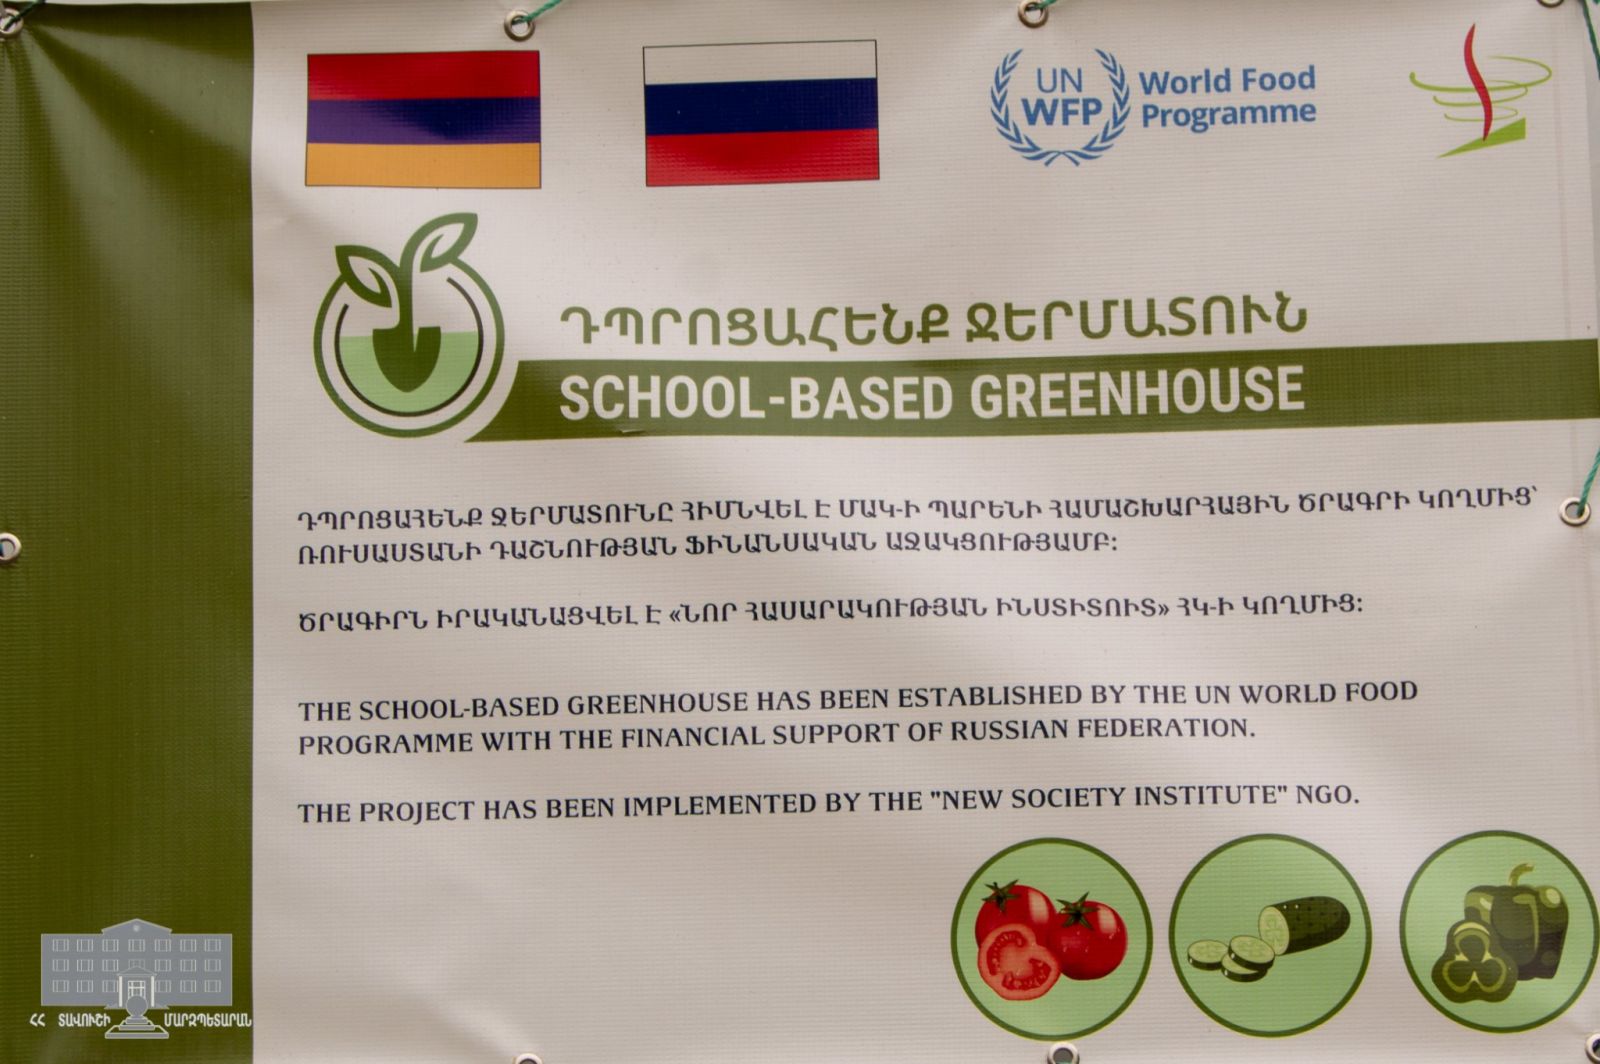 UN
WFP
World Food
Programme
ԴՊՐՈՑԱՀԵՆՔ ՋԵՐՄԱՏՈՒՆ
SCHOOL-BASED GREENHOUSE
ԴՊՐՈՑԱՀԵՆՔ ՋԵՐՄԱՏՈՒՆԸ ՀԻՄՆՎԵԼ Է ՄԱԿ-Ի ՊԱՐԵՆԻ ՀԱՄԱՇԽԱՐՀԱՅԻՆ ԾՐԱԳՐԻ ԿՈՂՄԻՑ՝
ՌՈՒՍԱՍՏԱՆԻ ԴԱՇՆՈՒԹՅԱՆ ՖԻՆԱՆՍԱԿԱՆ ԱՋԱԿՑՈՒԹՅԱՄԲ:
ԾՐԱԳԻՐՆ ԻՐԱԿԱՆԱՑՎԵԼ Է «ՆՈՐ ՀԱՍԱՐԱԿՈՒԹՅԱՆ ԻՆՍՏԻՏՈՒՏ» ՀԿ-Ի ԿՈՂՄԻՑ:
THE SCHOOL-BASED GREENHOUSE HAS BEEN ESTABLISHED BY THE UN WORLD FOOD
PROGRAMME WITH THE FINANCIAL SUPPORT OF RUSSIAN FEDERATION.
THE PROJECT HAS BEEN IMPLEMENTED BY THE "NEW SOCIETY INSTITUTE" NGO.
ՀՀ ՏԱՎՈՒՇԻ ՄԱՐԶՊԵՏԱՐԱՆ